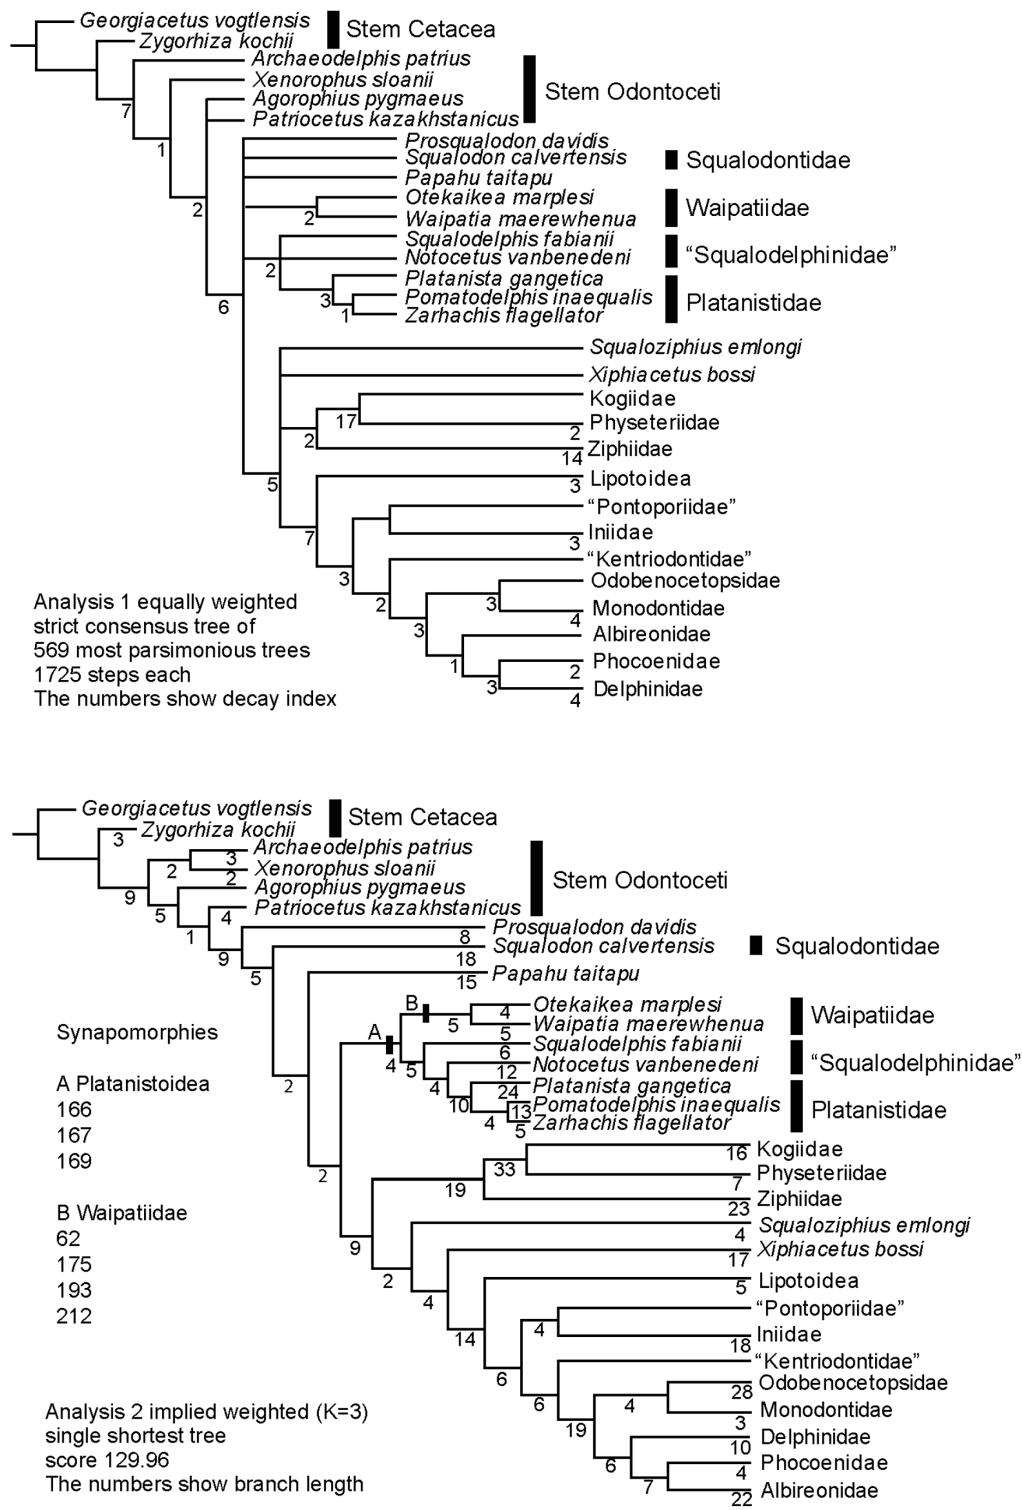 Georgiacetus vogtlensis
Stem Cetacea
Zygorhiza kochii
Archaeodelphis patrius
7
Xenorophus sloanii
Stem Odontoceti
Agorophius pygmaeus
1
Patriocetus kazakhstanicus
Prosqualodon davidis
Squalodon calvertensis
Squalodontidae
Papahu taitapu
Otekaikea marplesi
2
2
Waipatia maerewhenua
Waipatiidae
Squalodelphis fabianii
2
Notocetus vanbenedeni
“Squalodelphinidae”
Platanista gangetica
3
Pomatodelphis inaequalis
Platanistidae
6
1
Zarhachis flagellator
Squaloziphius emlongi
Xiphiacetus bossi
Kogiidae
17
Physeteriidae
2
2
Ziphiidae
14
5
Lipotoidea
3
“Pontoporiidae”
7
Iniidae
3
“Kentriodontidae”
3
Odobenocetopsidae
2
3
Monodontidae
4
3
Albireonidae
1
Phocoenidae
2
3
Delphinidae
4
Analysis 1 equally weighted
strict consensus tree of
569 most parsimonious trees
1725 steps each
The numbers show decay index
Georgiacetus vogtlensis
Stem Cetacea
3
Zygorhiza kochii
Archaeodelphis patrius
2
3
Xenorophus sloanii
2
Stem Odontoceti
9
Agorophius pygmaeus
5
4
Patriocetus kazakhstanicus
1
Prosqualodon davidis
8
9
Squalodon calvertensis
Squalodontidae
18
5
Papahu taitapu
15
B
Otekaikea marplesi
4
5
Waipatia maerewhenua
Waipatiidae
A
5
Squalodelphis fabianii
6
4
5
Notocetus vanbenedeni
“Squalodelphinidae”
12
4
Platanista gangetica
24
10
Pomatodelphis inaequalis
13
Platanistidae
4
5
Zarhachis flagellator
2
Kogiidae
16
33
2
Physeteriidae
7
19
Ziphiidae
23
Squaloziphius emlongi
4
9
Xiphiacetus bossi
17
2
Lipotoidea
5
4
“Pontoporiidae”
4
14
Iniidae
18
“Kentriodontidae”
6
Odobenocetopsidae
28
6
4
Monodontidae
3
19
Delphinidae
10
6
Phocoenidae
4
7
Albireonidae
22
Synapomorphies
A Platanistoidea
166
167
169
B Waipatiidae
62
175
193
212
Analysis 2 implied weighted (K=3)
single shortest tree
score 129.96
The numbers show branch length